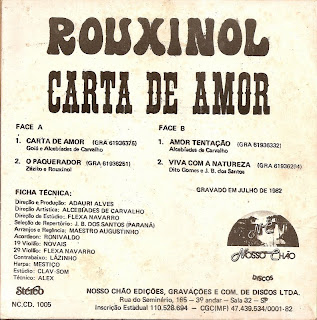 ROUXINOL
CARTA DE AMOR
FACE A
1. CARTA DE AMOR (GRA 61936376)
Goiá e Alcebíades de Carvalho
2. O PAQUERADOR (GRA 61936251)
Zézito e Rouxinol
FACE B
1. AMOR TENTAÇÃO (GRA 61936332)
Alcebíades de Carvalho
2. VIVA COM A NATUREZA (GRA 61936294)
Dito Gomes e J. B. dos Santos
GRAVADO EM JULHO DE 1982
FICHA TÉCNICA:
Direção e Produção: ADAURI ALVES
Direção Artística: ALCEBÍADES DE CARVALHO
Direção de Estúdio: FLEXA NAVARRO
Seleção de Repertório: J. B. DOS SANTOS (PARANÁ)
Arranjos e Regência: MAESTRO AUGUSTINHO
Acordeon: RONIVALDO
1º Violão: NOVAIS
2º Violão: FLEXA NAVARRO
Contrabaixo: LÁZINHO
Harpa: MESTIÇO
Estúdio: CLAV-SOM
Técnico: ALEX
Nosso Chão
DISCOS
Stéreo
NC.CD. 1005
NOSSO CHÃO EDIÇÕES, GRAVAÇÕES E COM. DE DISCOS LTDA.
Rua do Seminário, 165 - 3º andar - Sala 32 - SP
Inscrição Estadual 110.528.694 - CGC(MF) 47.439.534/0001-82